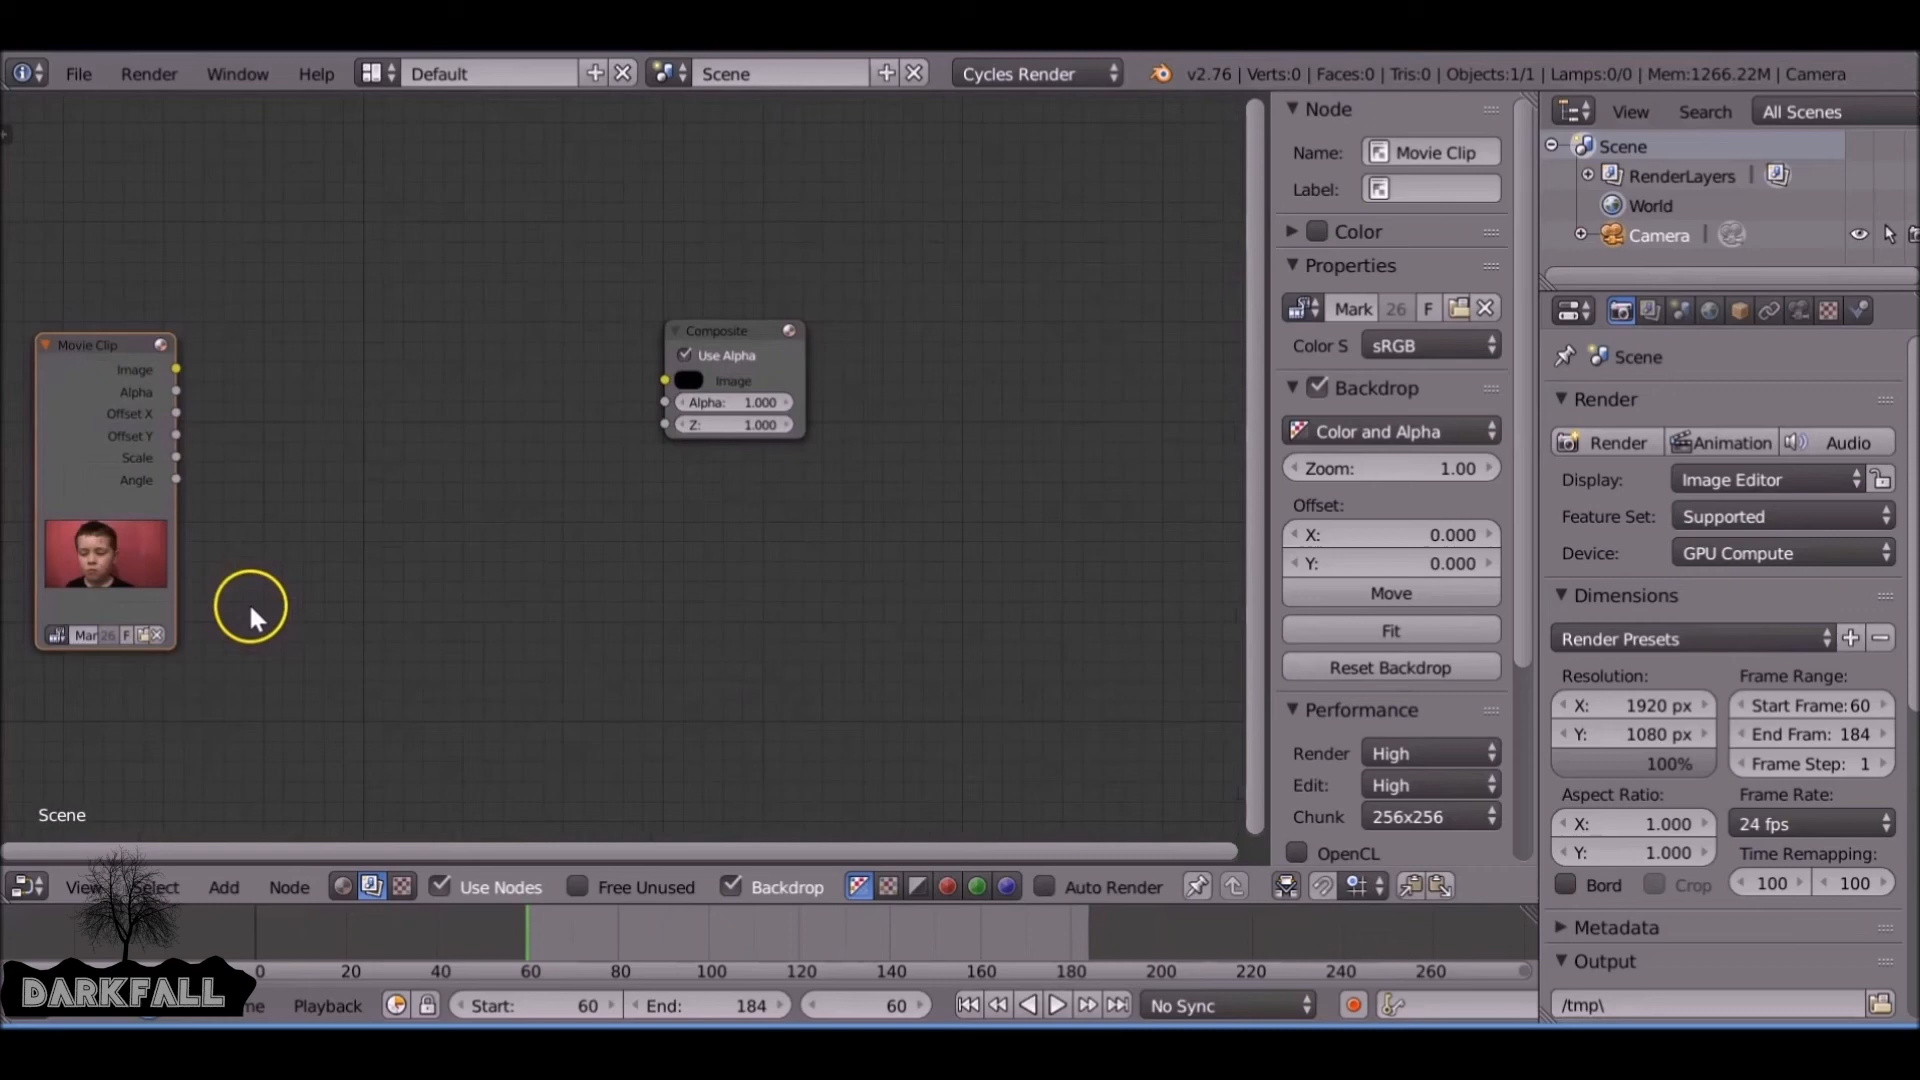 File Render Window Help Default Scene Cycles Render v2.76 | Verts:0 | Faces:0 | Tris:0 | Objects:1/1 | Lamps:0/0 | Mem:1266.22M | Camera
Node
Name: Movie Clip
Label:
Color
Properties
Mark 26 F
Color S sRGB
Backdrop
Color and Alpha
Zoom: 1.00
Offset:
X: 0.000
Y: 0.000
Move
Fit
Reset Backdrop
Performance
Render High
Edit: High
Chunk 256x256
OpenCL
View Search All Scenes
Scene
RenderLayers
World
Camera
Scene
Render
Render Animation Audio
Display: Image Editor
Feature Set: Supported
Device: GPU Compute
Dimensions
Render Presets
Resolution: Frame Range:
X: 1920 px Start Frame: 60
Y: 1080 px End Fram: 184
100% Frame Step: 1
Aspect Ratio: Frame Rate:
X: 1.000 24 fps
Y: 1.000 Time Remapping:
Bord Crop 100 100
Metadata
Output
/tmp\
Movie Clip
Image
Alpha
Offset X
Offset Y
Scale
Angle
Mar 26 F
Composite
Use Alpha
Image
Alpha: 1.000
Z: 1.000
Scene
View Select Add Node Use Nodes Free Unused Backdrop Auto Render
0 20 40 60 80 100 120 140 160 180 200 220 240 260
me Playback Start: 60 End: 184 60 No Sync
DARKFALL